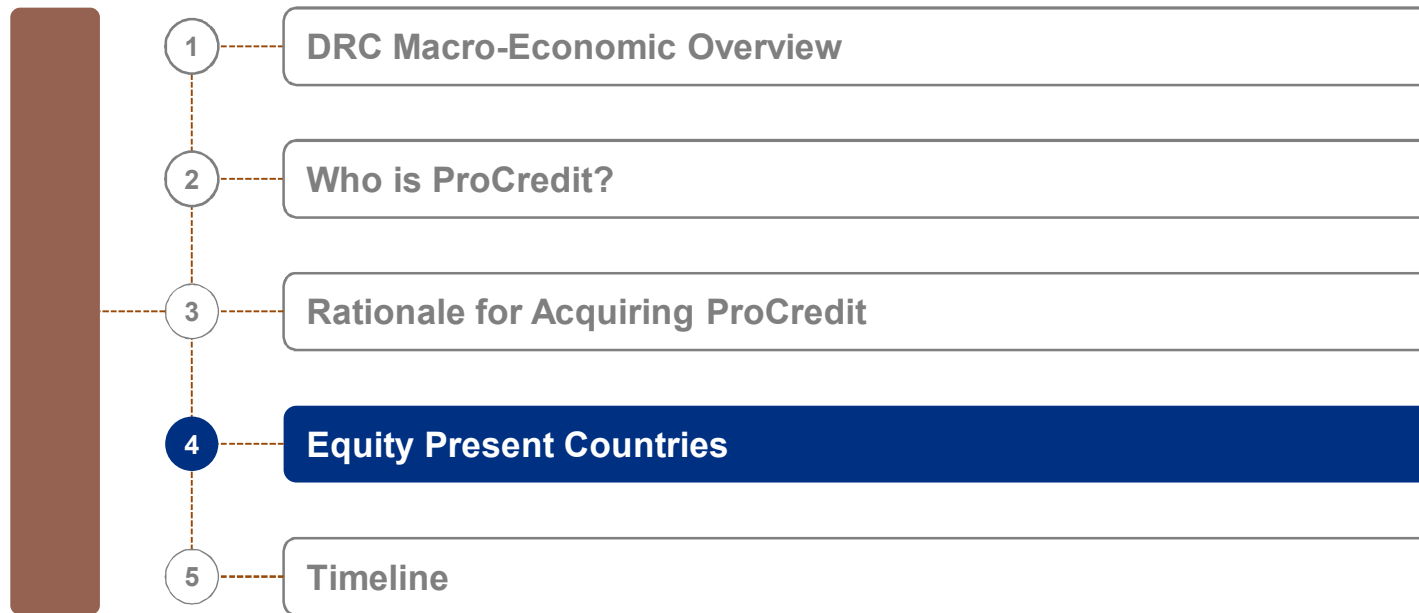 1 DRC Macro-Economic Overview
2 Who is ProCredit?
3 Rationale for Acquiring ProCredit
4 Equity Present Countries
5 Timeline